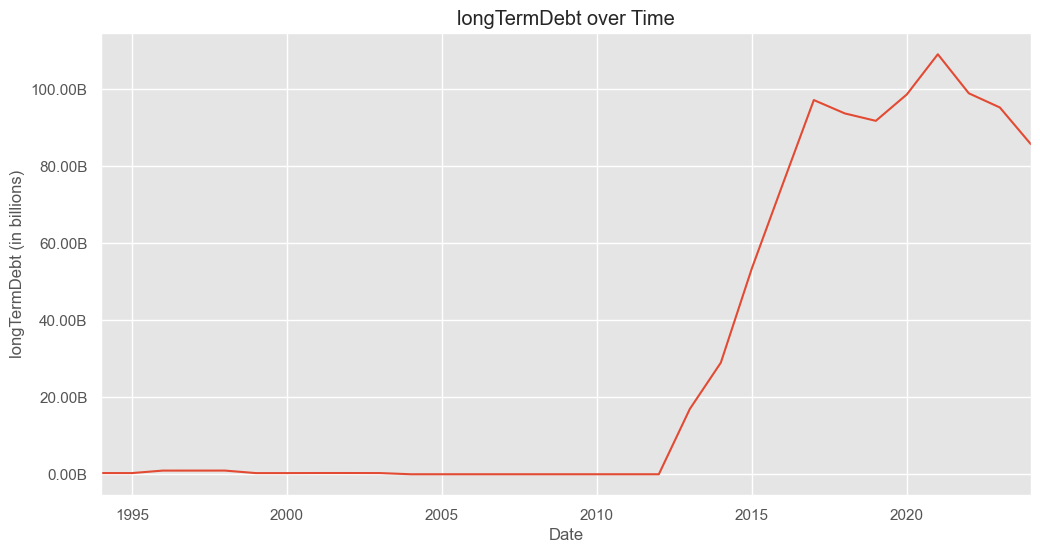 longTermDebt over Time
longTermDebt (in billions)
100.00B
80.00B
60.00B
40.00B
20.00B
0.00B
1995 2000 2005 2010 2015 2020
Date